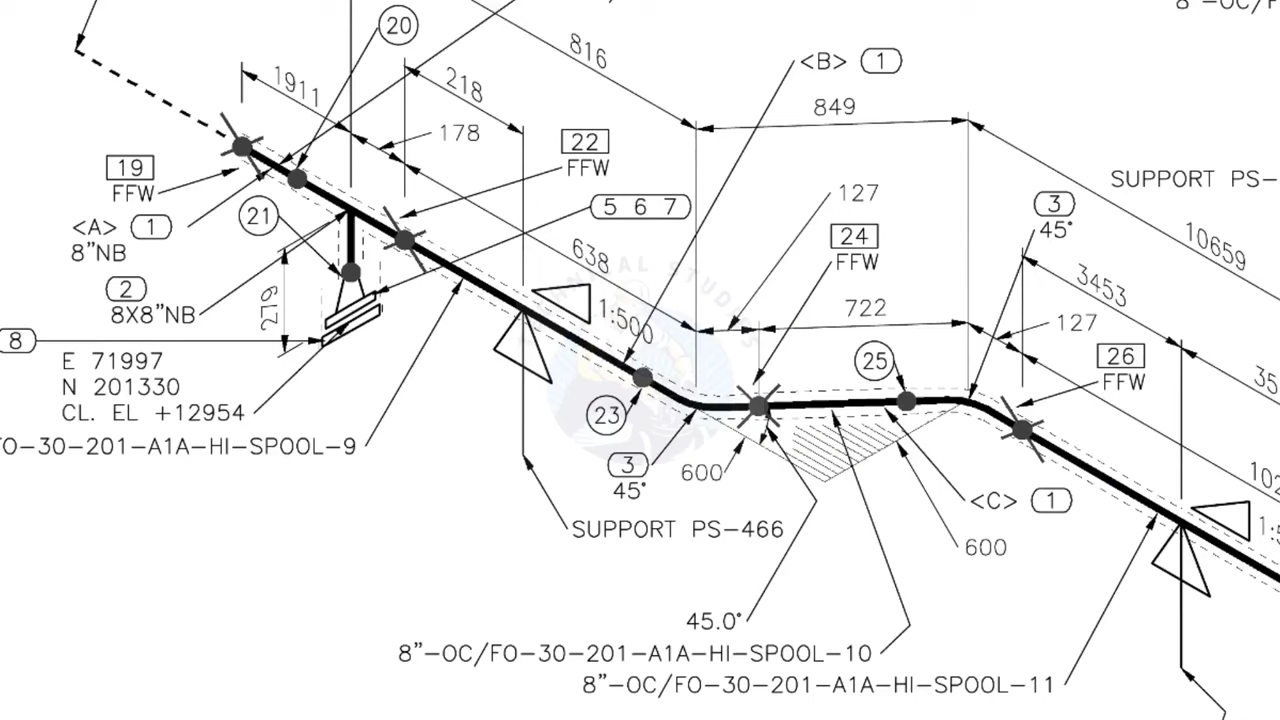 20
816
<B> 1
8"-OC/F
1911
218
849
178
22
FFW
19
FFW
5 6 7
127
SUPPORT PS-
3
45°
<A> 1
8"NB
21
24
FFW
10659
638
3453
2
8X8"NB
279
1:500
722
127
8
E 71997
N 201330
CL. EL +12954
25
26
FFW
35
23
FO-30-201-A1A-HI-SPOOL-9
3
45°
600
102
<C> 1
SUPPORT PS-466
600
45.0°
8"-OC/FO-30-201-A1A-HI-SPOOL-10
8"-OC/FO-30-201-A1A-HI-SPOOL-11